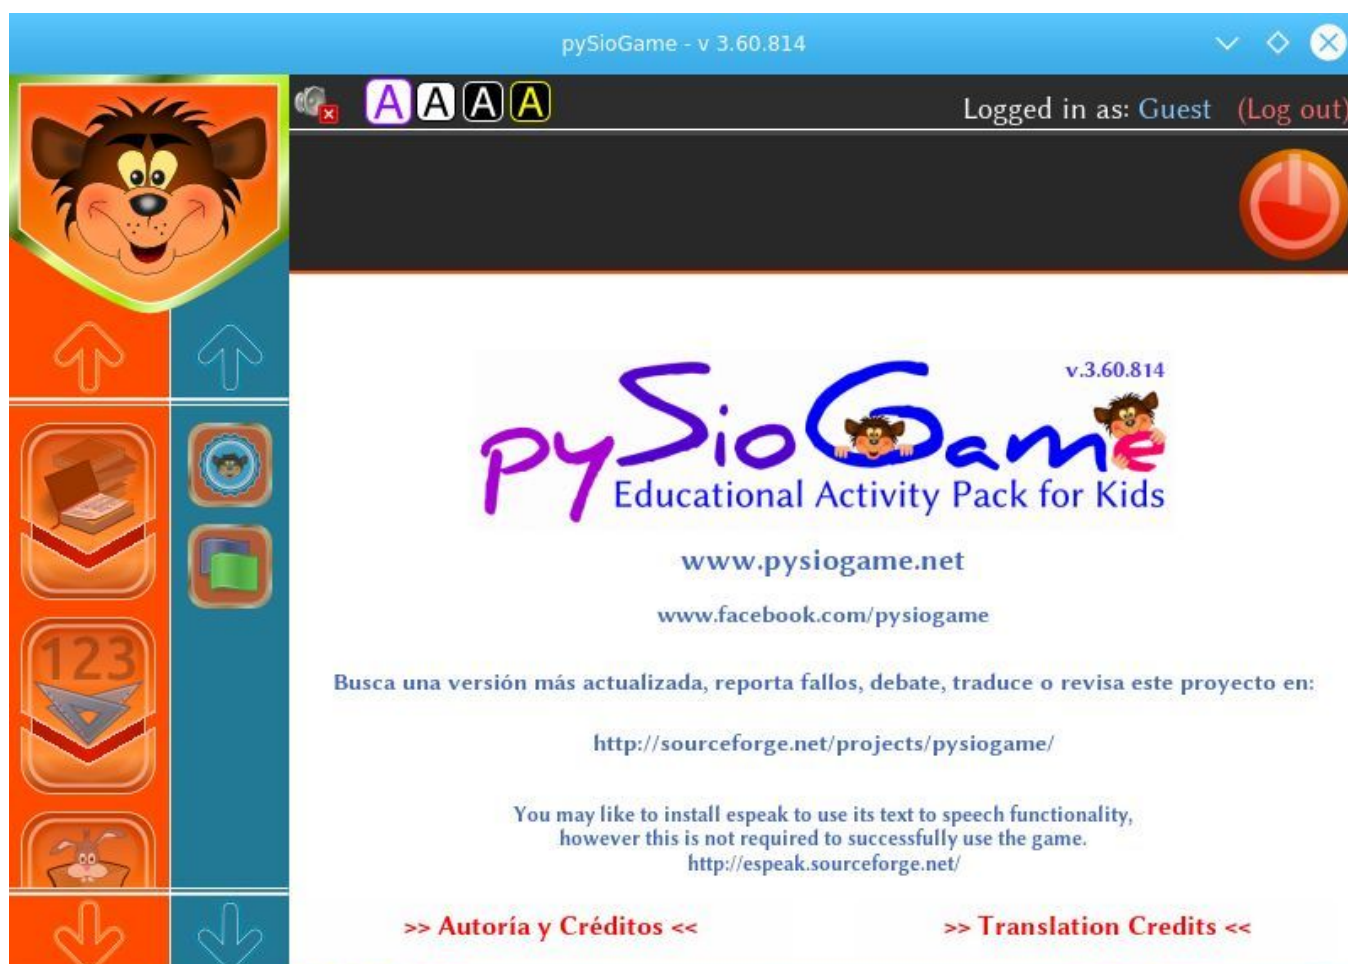 pySioGame - v 3.60.814
A A A A
Logged in as: Guest (Log out)
v.3.60.814
pySioGame
Educational Activity Pack for Kids
www.pysiogame.net
www.facebook.com/pysiogame
123
Busca una versión más actualizada, reporta fallos, debate, traduce o revisa este proyecto en:
http://sourceforge.net/projects/pysiogame/
You may like to install espeak to use its text to speech functionality,
however this is not required to successfully use the game.
http://espeak.sourceforge.net/
>> Autoría y Créditos <<
>> Translation Credits <<